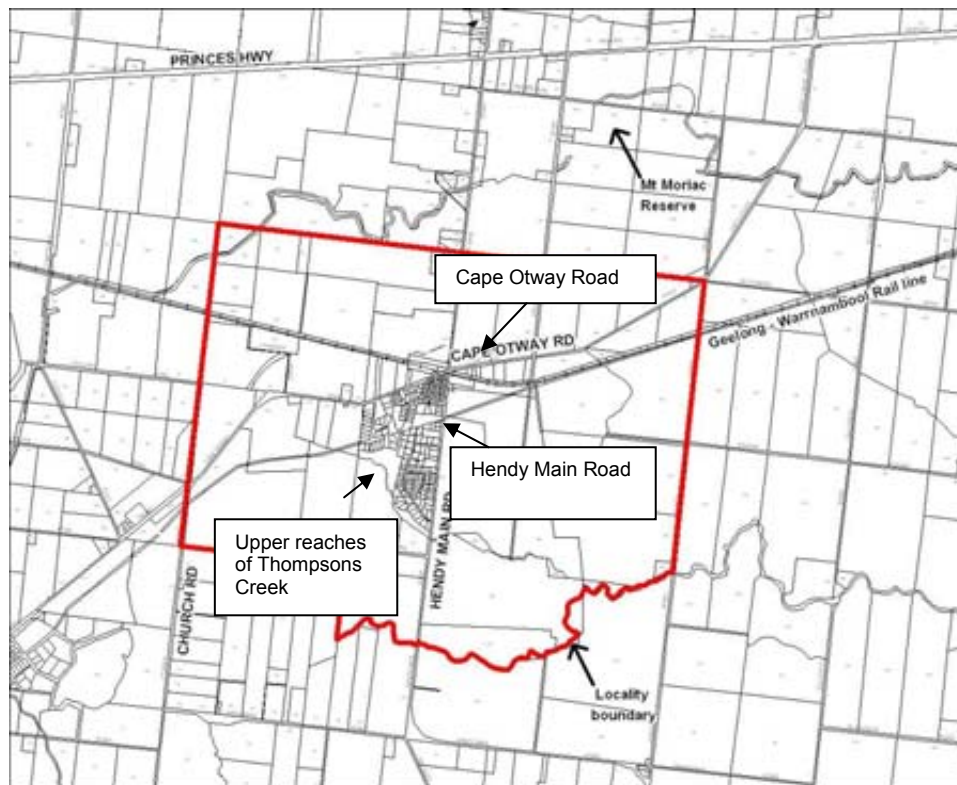 PRINCES HWY
Mt Moriac
Reserve
Cape Otway Road
Geelong - Warrnambool Rail line
CAPE OTWAY RD
Hendy Main Road
Upper reaches
of Thompsons
Creek
HENDY MAIN RD
CHURCH RD
Locality
boundary